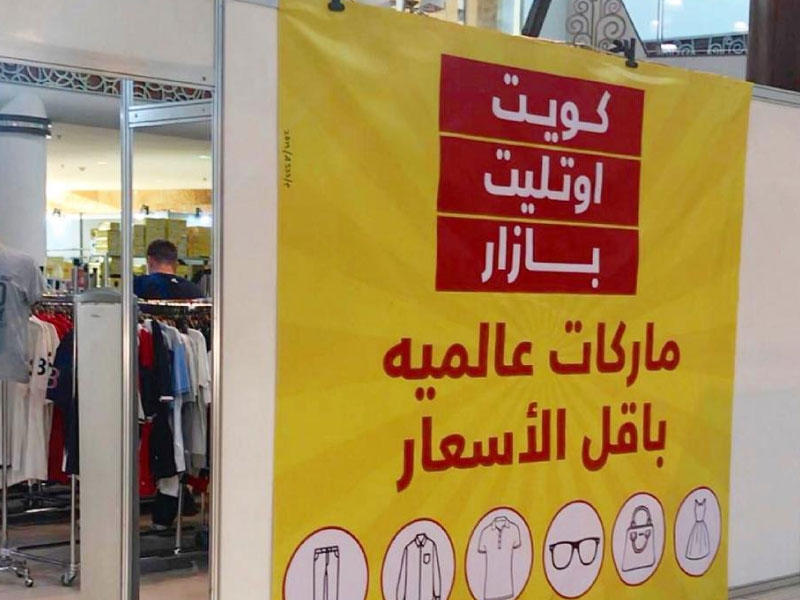 كويت
اوتليت
بازار
ماركات عالميه
باقل الأسعار